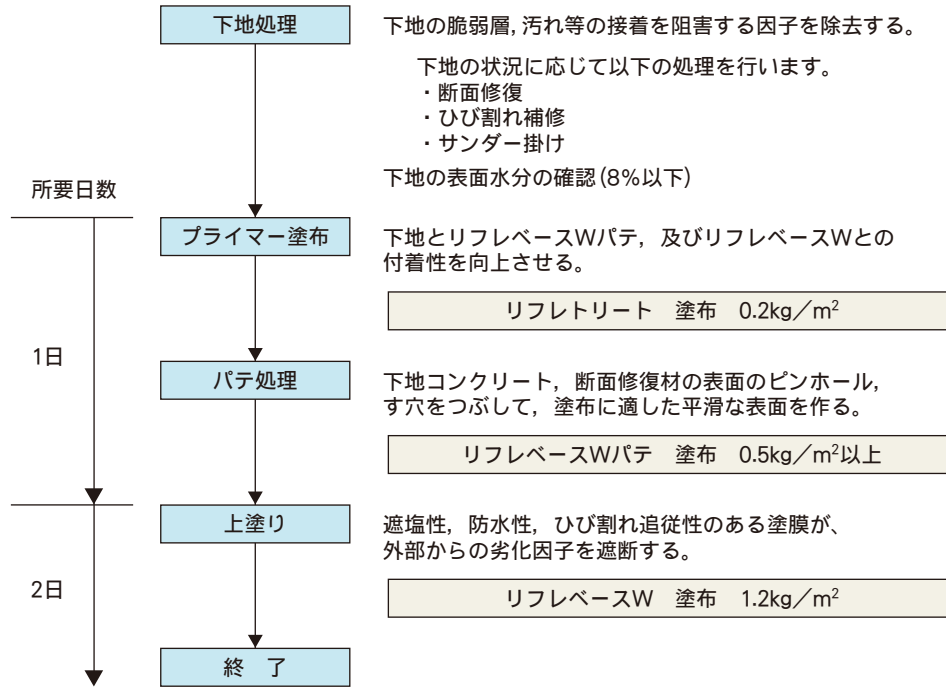 下地処理
下地の脆弱層,汚れ等の接着を阻害する因子を除去する。
下地の状況に応じて以下の処理を行います。
・断面修復
・ひび割れ補修
・サンダー掛け
下地の表面水分の確認(8%以下)
所要日数
プライマー塗布
下地とリフレベースWパテ，及びリフレベースWとの
付着性を向上させる。
リフレトリート　塗布　0.2kg／m²
1日
パテ処理
下地コンクリート，断面修復材の表面のピンホール，
す穴をつぶして，塗布に適した平滑な表面を作る。
リフレベースWパテ　塗布　0.5kg／m²以上
上塗り
遮塩性，防水性，ひび割れ追従性のある塗膜が、
外部からの劣化因子を遮断する。
2日
リフレベースW　塗布　1.2kg／m²
終　了